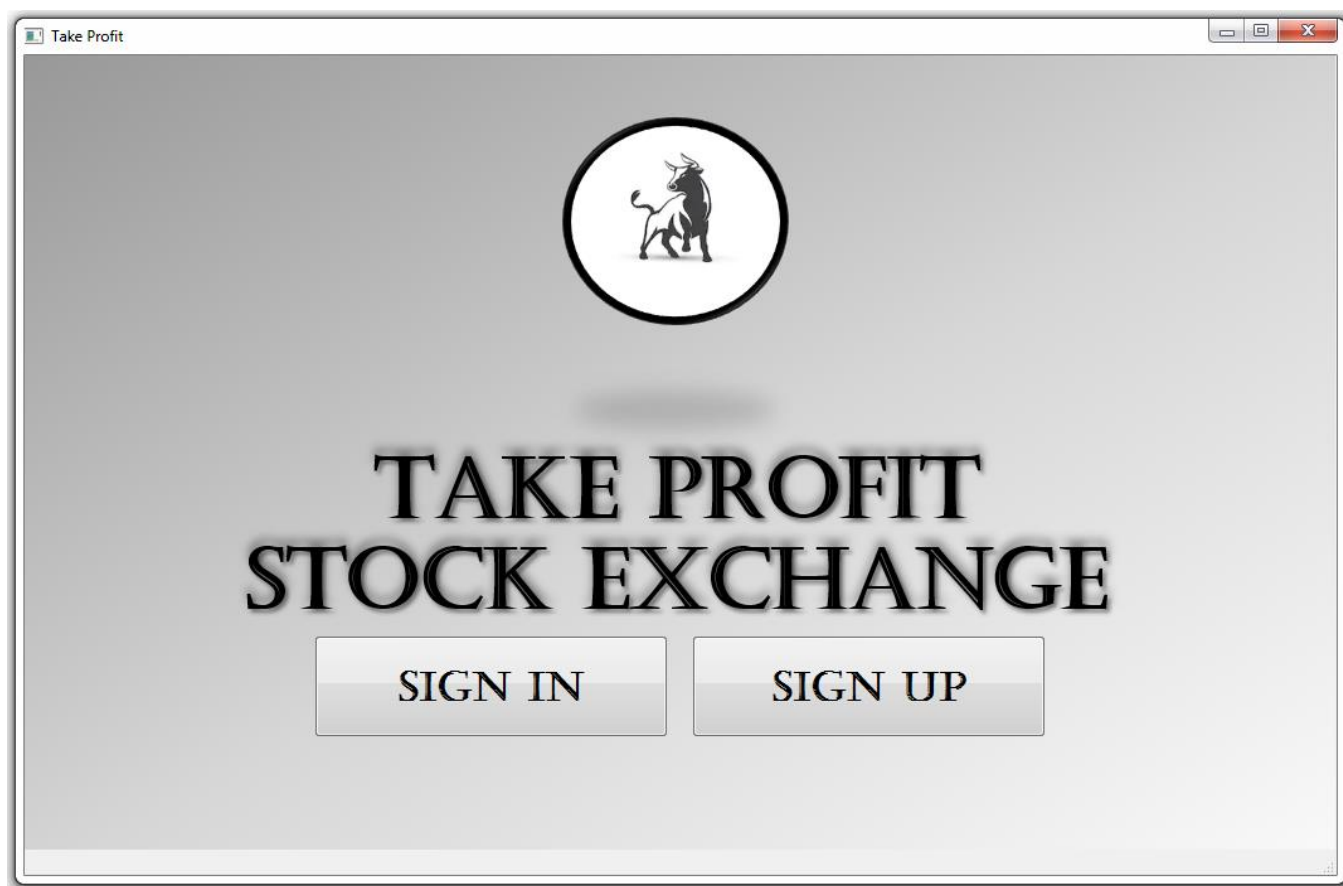 Take Profit
TAKE PROFIT
STOCK EXCHANGE
SIGN IN
SIGN UP